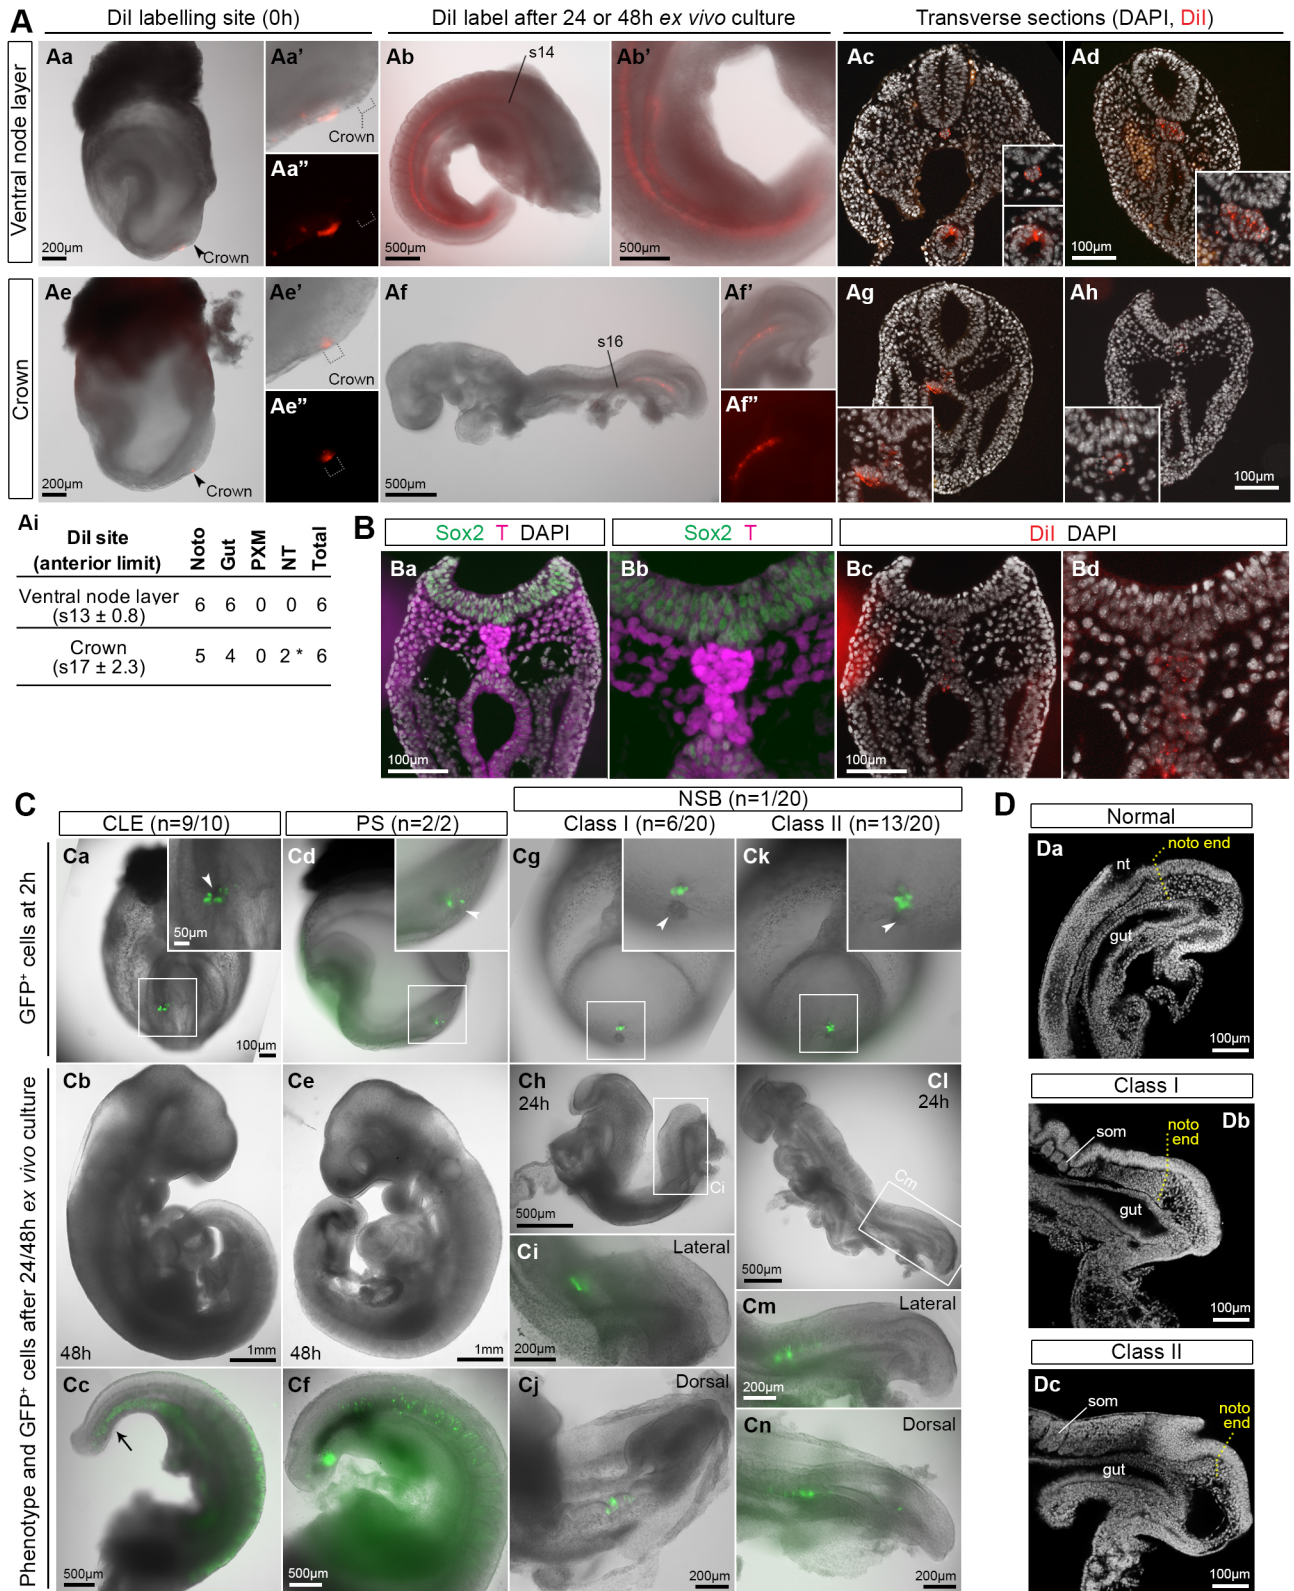 A
DiI labelling site (0h)
DiI label after 24 or 48h ex vivo culture
Transverse sections (DAPI, DiI)
Ventral node layer
Aa
200µm
Crown
Aa’
Crown
Aa”
Ab
s14
500µm
Ab’
500µm
Ac
Ad
100µm
Crown
Ae
200µm
Crown
Ae’
Crown
Ae”
Af
s16
500µm
Af’
Af”
Ag
Ah
100µm
Ai
DiI site
(anterior limit)
Noto
Gut
PXM
NT
Total
Ventral node layer
(s13 ± 0.8)
6 6 0 0 6
Crown
(s17 ± 2.3)
5 4 0 2 * 6
B
Sox2 T DAPI
Sox2 T
DiI DAPI
Ba
100µm
Bb
Bc
100µm
Bd
C
CLE (n=9/10)
PS (n=2/2)
NSB (n=1/20)
Class I (n=6/20)
Class II (n=13/20)
GFP⁺ cells at 2h
Ca
50µm
100µm
Cd
Cg
Ck
Phenotype and GFP⁺ cells after 24/48h ex vivo culture
Cb
48h
1mm
Ce
48h
1mm
Ch
24h
Ci
500µm
Cl
24h
Cm
500µm
Ci
Lateral
200µm
Cm
Lateral
200µm
Cc
500µm
Cf
500µm
Cj
Dorsal
200µm
Cn
Dorsal
200µm
D
Normal
Da
noto end
nt
gut
100µm
Class I
Db
noto
end
som
gut
100µm
Class II
Dc
noto
end
som
gut
100µm